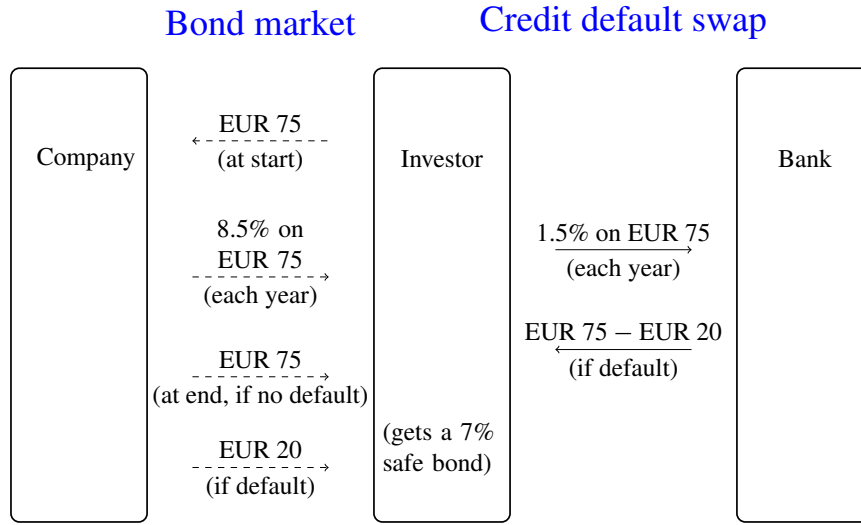 Bond market
Credit default swap
Company
EUR 75
(at start)
8.5% on
EUR 75
(each year)
EUR 75
(at end, if no default)
EUR 20
(if default)
Investor
(gets a 7%
safe bond)
1.5% on EUR 75
(each year)
EUR 75 − EUR 20
(if default)
Bank